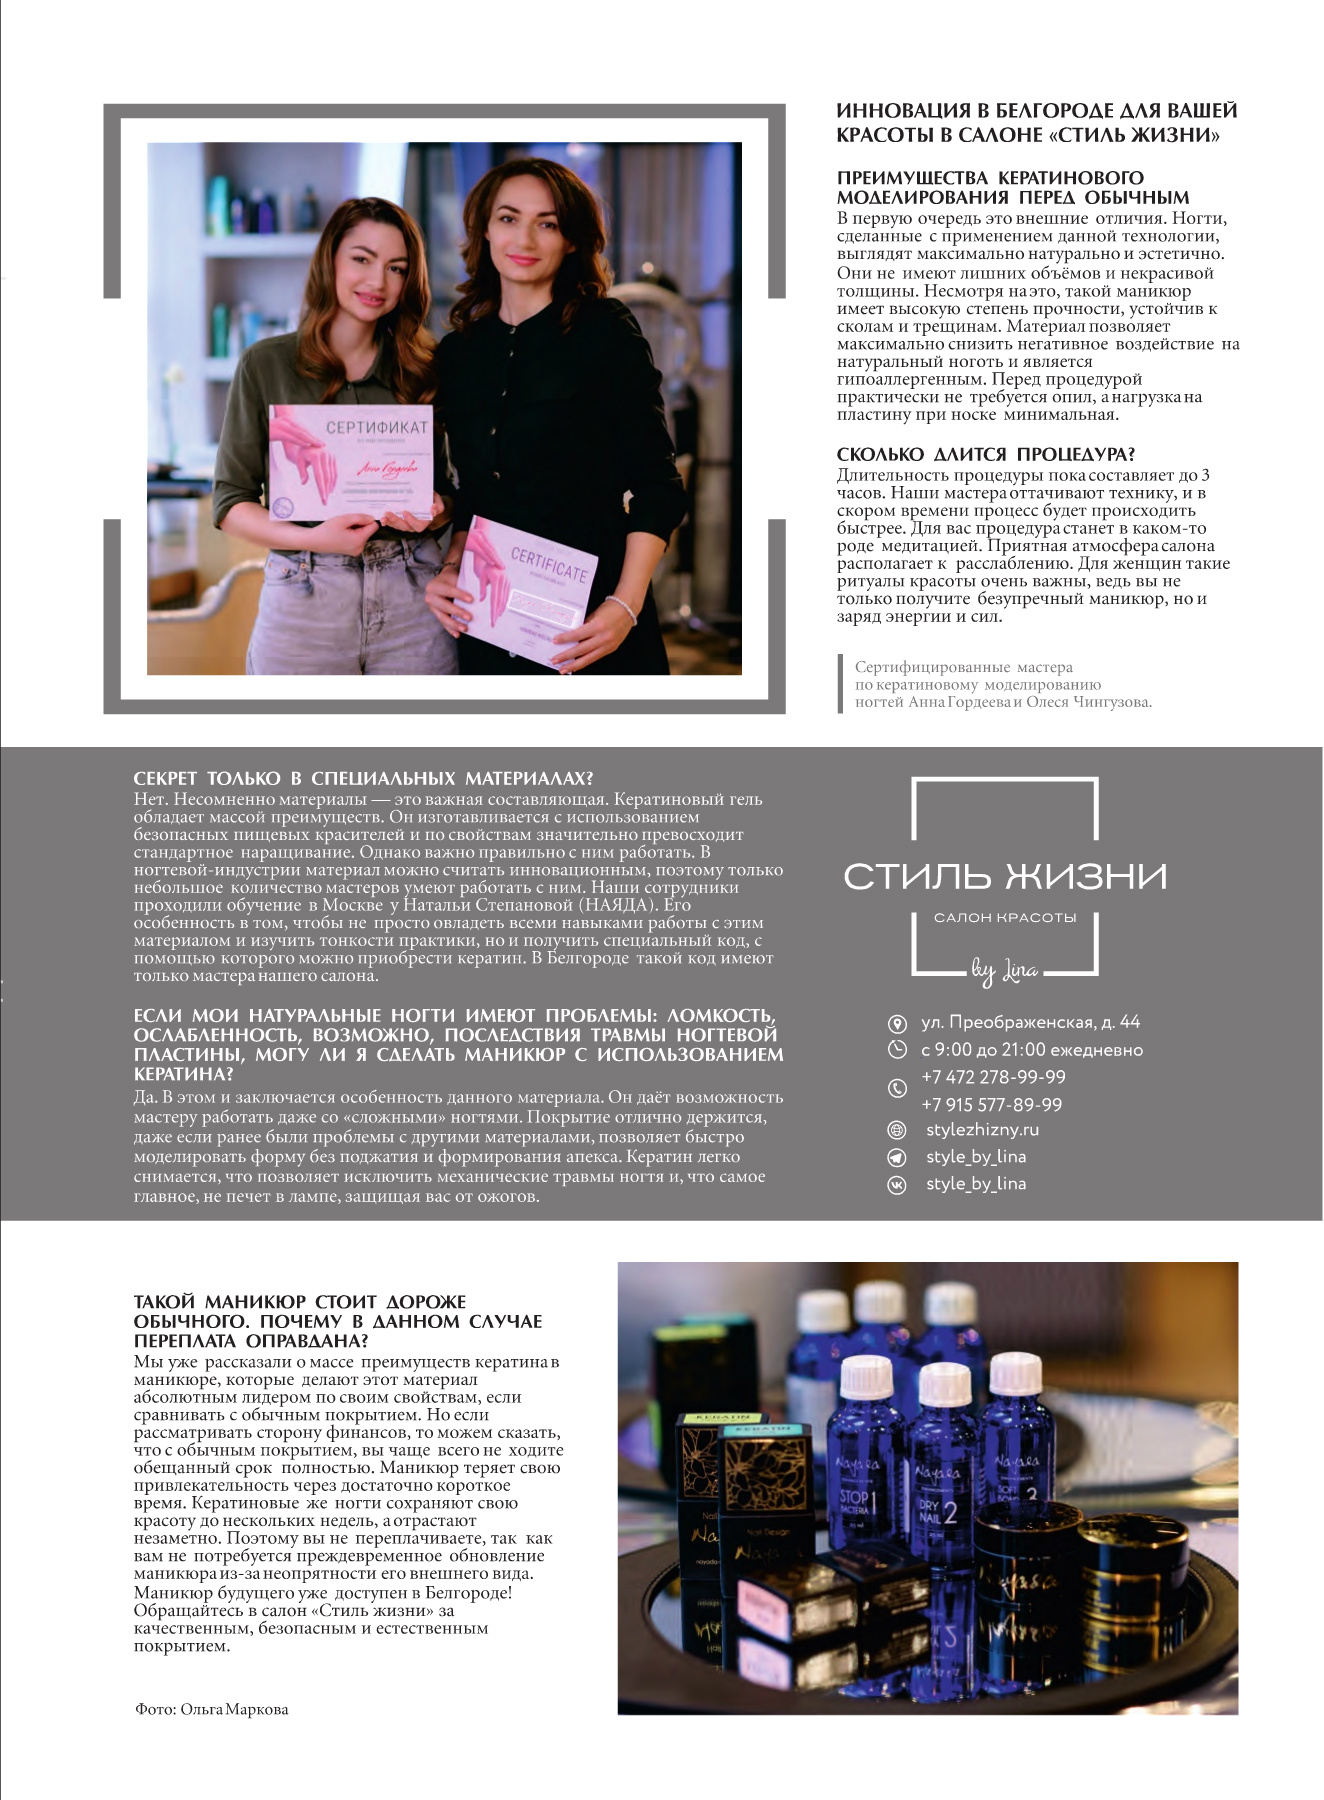 ИННОВАЦИЯ В БЕЛГОРОДЕ ДЛЯ ВАШЕЙ
КРАСОТЫ В САЛОНЕ «СТИЛЬ ЖИЗНИ»
ПРЕИМУЩЕСТВА КЕРАТИНОВОГО
МОДЕЛИРОВАНИЯ ПЕРЕД ОБЫЧНЫМ
В первую очередь это внешние отличия. Ногти,
сделанные с применением данной технологии,
выглядят максимально натурально и эстетично.
Они не имеют лишних объёмов и некрасивой
толщины. Несмотря на это, такой маникюр
имеет высокую степень прочности, устойчив к
сколам и трещинам. Материал позволяет
максимально снизить негативное воздействие на
натуральный ноготь и является
гипоаллергенным. Перед процедурой
практически не требуется опил, а нагрузка на
пластину при носке минимальная.
СКОЛЬКО ДЛИТСЯ ПРОЦЕДУРА?
Длительность процедуры пока составляет до 3
часов. Наши мастера оттачивают технику, и в
скором времени процесс будет происходить
быстрее. Для вас процедура станет в каком-то
роде медитацией. Приятная атмосфера салона
располагает к расслаблению. Для женщин такие
ритуалы красоты очень важны, ведь вы не
только получите безупречный маникюр, но и
заряд энергии и сил.
Сертифицированные мастера
по кератиновому моделированию
ногтей Анна Гордеева и Олеся Чингузова.
СЕРТИФИКАТ
CERTIFICATE
СЕКРЕТ ТОЛЬКО В СПЕЦИАЛЬНЫХ МАТЕРИАЛАХ?
Нет. Несомненно материалы — это важная составляющая. Кератиновый гель
обладает массой преимуществ. Он изготавливается с использованием
безопасных пищевых красителей и по свойствам значительно превосходит
стандартное наращивание. Однако важно правильно с ним работать. В
ногтевой-индустрии материал можно считать инновационным, поэтому только
небольшое количество мастеров умеют работать с ним. Наши сотрудники
проходили обучение в Москве у Натальи Степановой (НАЯДА). Его
особенность в том, чтобы не просто овладеть всеми навыками работы с этим
материалом и изучить тонкости практики, но и получить специальный код, с
помощью которого можно приобрести кератин. В Белгороде такой код имеют
только мастера нашего салона.
ЕСЛИ МОИ НАТУРАЛЬНЫЕ НОГТИ ИМЕЮТ ПРОБЛЕМЫ: ЛОМКОСТЬ,
ОСЛАБЛЕННОСТЬ, ВОЗМОЖНО, ПОСЛЕДСТВИЯ ТРАВМЫ НОГТЕВОЙ
ПЛАСТИНЫ, МОГУ ЛИ Я СДЕЛАТЬ МАНИКЮР С ИСПОЛЬЗОВАНИЕМ
КЕРАТИНА?
Да. В этом и заключается особенность данного материала. Он даёт возможность
мастеру работать даже со «сложными» ногтями. Покрытие отлично держится,
даже если ранее были проблемы с другими материалами, позволяет быстро
моделировать форму без поджатия и формирования апекса. Кератин легко
снимается, что позволяет исключить механические травмы ногтя и, что самое
главное, не печет в лампе, защищая вас от ожогов.
СТИЛЬ ЖИЗНИ
САЛОН КРАСОТЫ
by Lina
ул. Преображенская, д. 44
с 9:00 до 21:00 ежедневно
+7 472 278-99-99
+7 915 577-89-99
stylezhizny.ru
style_by_lina
style_by_lina
ТАКОЙ МАНИКЮР СТОИТ ДОРОЖЕ
ОБЫЧНОГО. ПОЧЕМУ В ДАННОМ СЛУЧАЕ
ПЕРЕПЛАТА ОПРАВДАНА?
Мы уже рассказали о массе преимуществ кератина в
маникюре, которые делают этот материал
абсолютным лидером по своим свойствам, если
сравнивать с обычным покрытием. Но если
рассматривать сторону финансов, то можем сказать,
что с обычным покрытием, вы чаще всего не ходите
обещанный срок полностью. Маникюр теряет свою
привлекательность через достаточно короткое
время. Кератиновые же ногти сохраняют свою
красоту до нескольких недель, а отрастают
незаметно. Поэтому вы не переплачиваете, так как
вам не потребуется преждевременное обновление
маникюра из-за неопрятности его внешнего вида.
Маникюр будущего уже доступен в Белгороде!
Обращайтесь в салон «Стиль жизни» за
качественным, безопасным и естественным
покрытием.
Фото: Ольга Маркова
KERATIN
KERATIN
Nayada
STOP 1
BACTERIA
Nayada
DRY 2
NAIL
Nail Design